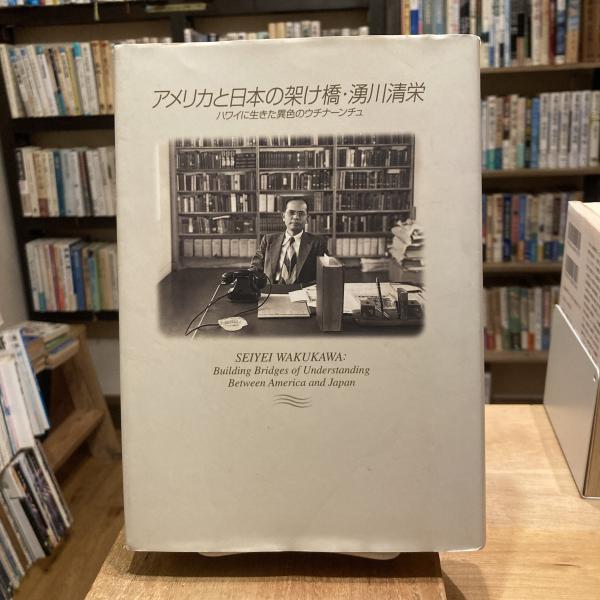 アメリカと日本の架け橋・湧川清栄
ハワイに生きた異色のウチナーンチュ
SEIYEI WAKUKAWA:
Building Bridges of Understanding
Between America and Japan